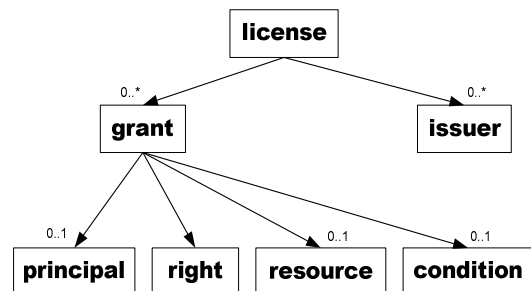 license
0..*
0..*
grant
issuer
0..1
0..1
0..1
principal
right
resource
condition